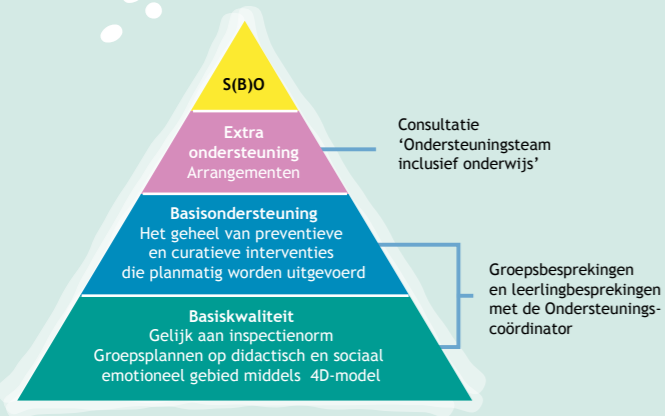 S(B)O
Extra
ondersteuning
Arrangementen
Consultatie
‘Ondersteuningsteam
inclusief onderwijs’
Basisondersteuning
Het geheel van preventieve
en curatieve interventies
die planmatig worden uitgevoerd
Basiskwaliteit
Gelijk aan inspectienorm
Groepsplannen op didactisch en sociaal
emotioneel gebied middels 4D-model
Groepsbesprekingen
en leerlingbesprekingen
met de Ondersteunings-
coördinator